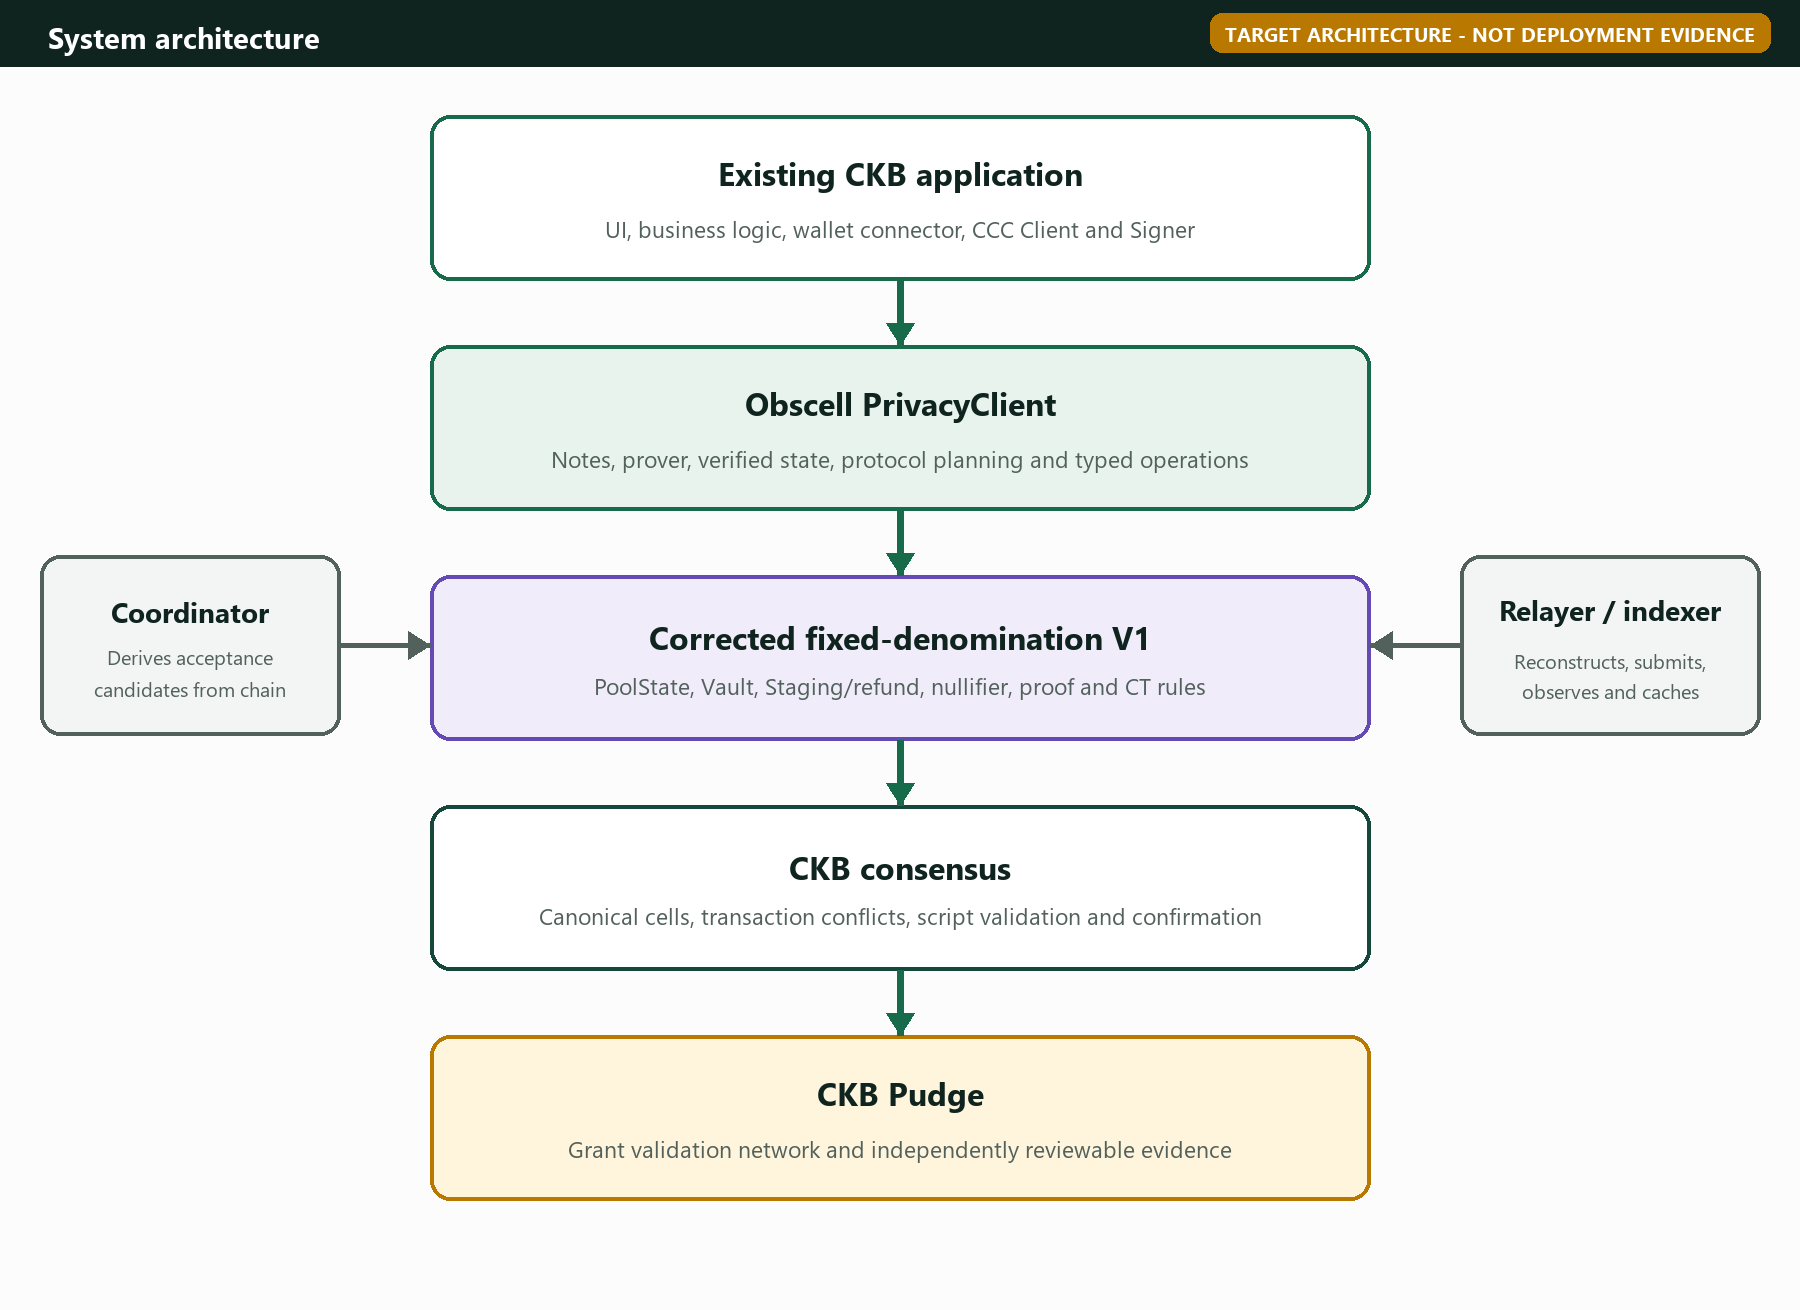 System architecture
TARGET ARCHITECTURE - NOT DEPLOYMENT EVIDENCE
Existing CKB application
UI, business logic, wallet connector, CCC Client and Signer
Obscell PrivacyClient
Notes, prover, verified state, protocol planning and typed operations
Coordinator
Derives acceptance
candidates from chain
Corrected fixed-denomination V1
PoolState, Vault, Staging/refund, nullifier, proof and CT rules
Relayer / indexer
Reconstructs, submits,
observes and caches
CKB consensus
Canonical cells, transaction conflicts, script validation and confirmation
CKB Pudge
Grant validation network and independently reviewable evidence